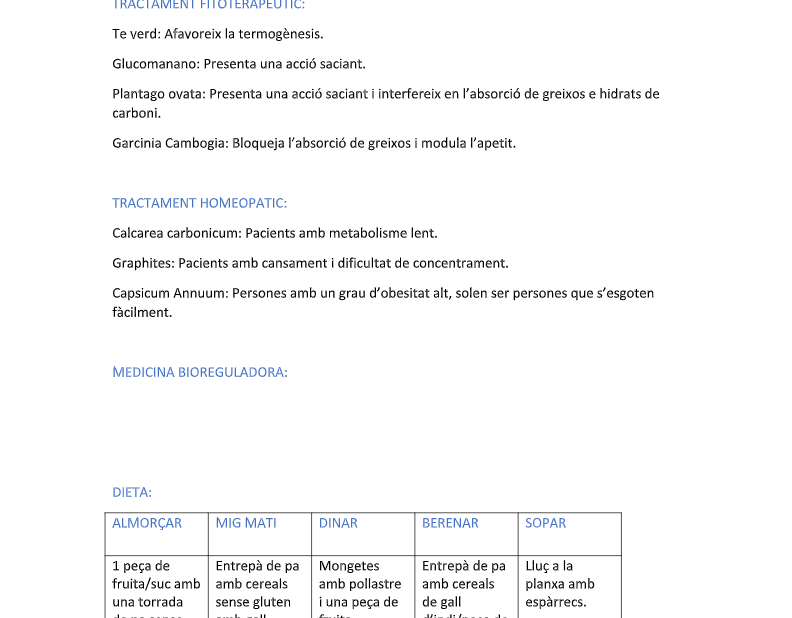 TRACTAMENT FITOTERAPEUTIC:
Te verd: Afavoreix la termogènesis.
Glucomanano: Presenta una acció saciant.
Plantago ovata: Presenta una acció saciant i interfereix en l’absorció de greixos e hidrats de
carboni.
Garcinia Cambogia: Bloqueja l’absorció de greixos i modula l’apetit.
TRACTAMENT HOMEOPATIC:
Calcarea carbonicum: Pacients amb metabolisme lent.
Graphites: Pacients amb cansament i dificultat de concentrament.
Capsicum Annuum: Persones amb un grau d’obesitat alt, solen ser persones que s’esgoten
fàcilment.
MEDICINA BIOREGULADORA:
DIETA:
ALMORÇAR MIG MATI DINAR BERENAR SOPAR
1 peça de Entrepà de pa Mongetes Entrepà de pa Lluç a la
fruita/suc amb amb cereals amb pollastre amb cereals planxa amb
una torrada sense gluten i una peça de de gall espàrrecs.